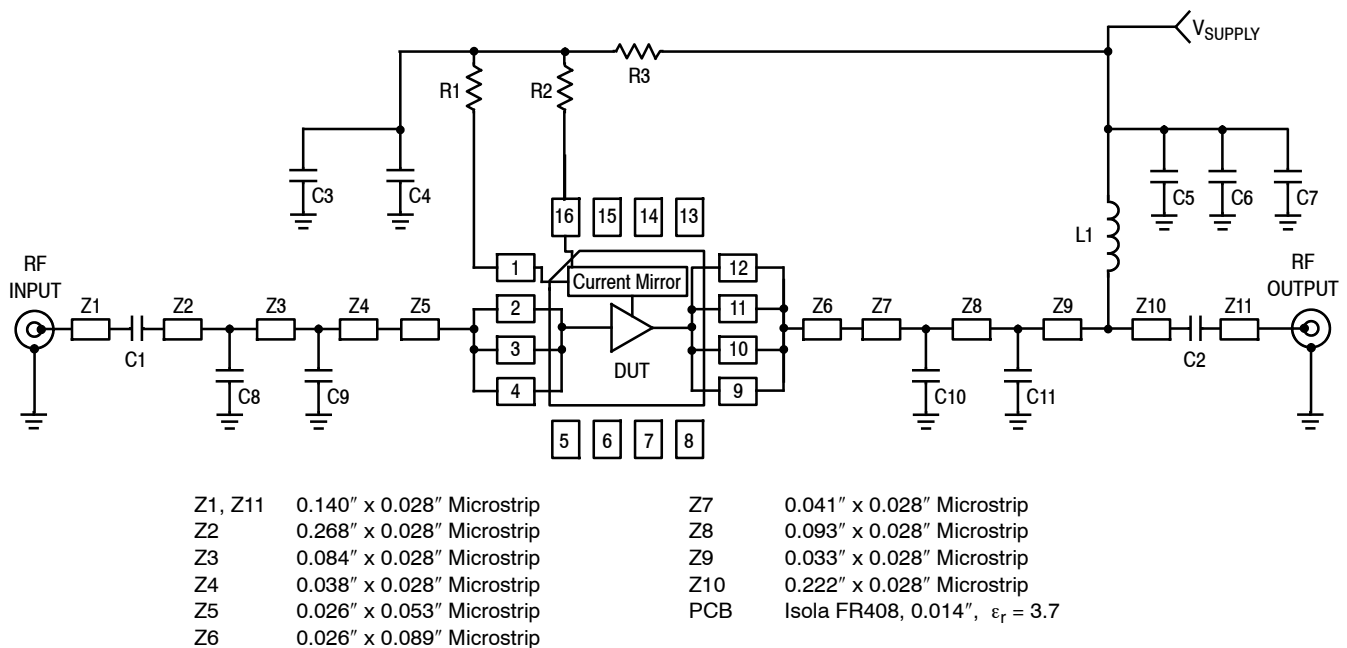 VSUPPLY
R3
R1
R2
C3
C4
C5
C6
C7
L1
16
15
14
13
RF
INPUT
RF
OUTPUT
1
Current Mirror
12
Z1
Z2
Z3
Z4
Z5
2
11
Z6
Z7
Z8
Z9
Z10
Z11
C1
3
10
C2
DUT
C8
C9
4
9
C10
C11
5
6
7
8
Z1, Z11 0.140″ x 0.028″ Microstrip
Z2 0.268″ x 0.028″ Microstrip
Z3 0.084″ x 0.028″ Microstrip
Z4 0.038″ x 0.028″ Microstrip
Z5 0.026″ x 0.053″ Microstrip
Z6 0.026″ x 0.089″ Microstrip
Z7 0.041″ x 0.028″ Microstrip
Z8 0.093″ x 0.028″ Microstrip
Z9 0.033″ x 0.028″ Microstrip
Z10 0.222″ x 0.028″ Microstrip
PCB Isola FR408, 0.014″, εr = 3.7